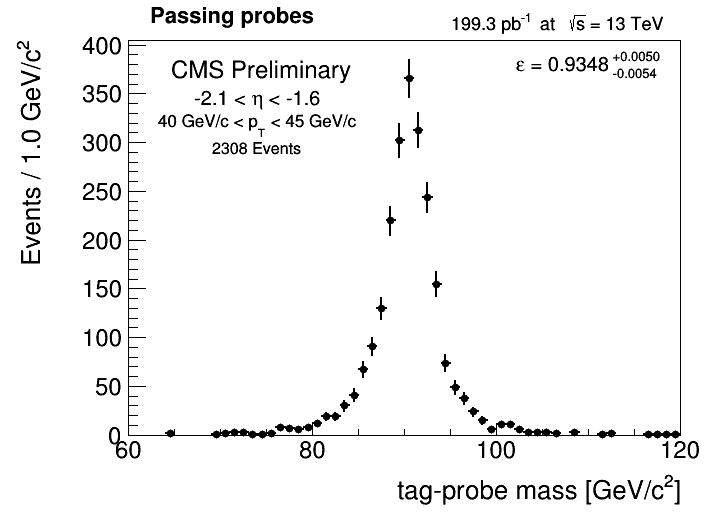 Passing probes
199.3 pb⁻¹ at √s = 13 TeV
CMS Preliminary
-2.1 < η < -1.6
40 GeV/c < p_T < 45 GeV/c
2308 Events
ε = 0.9348 +0.0050 -0.0054
Events / 1.0 GeV/c²
400
350
300
250
200
150
100
50
0
60 80 100 120
tag-probe mass [GeV/c²]